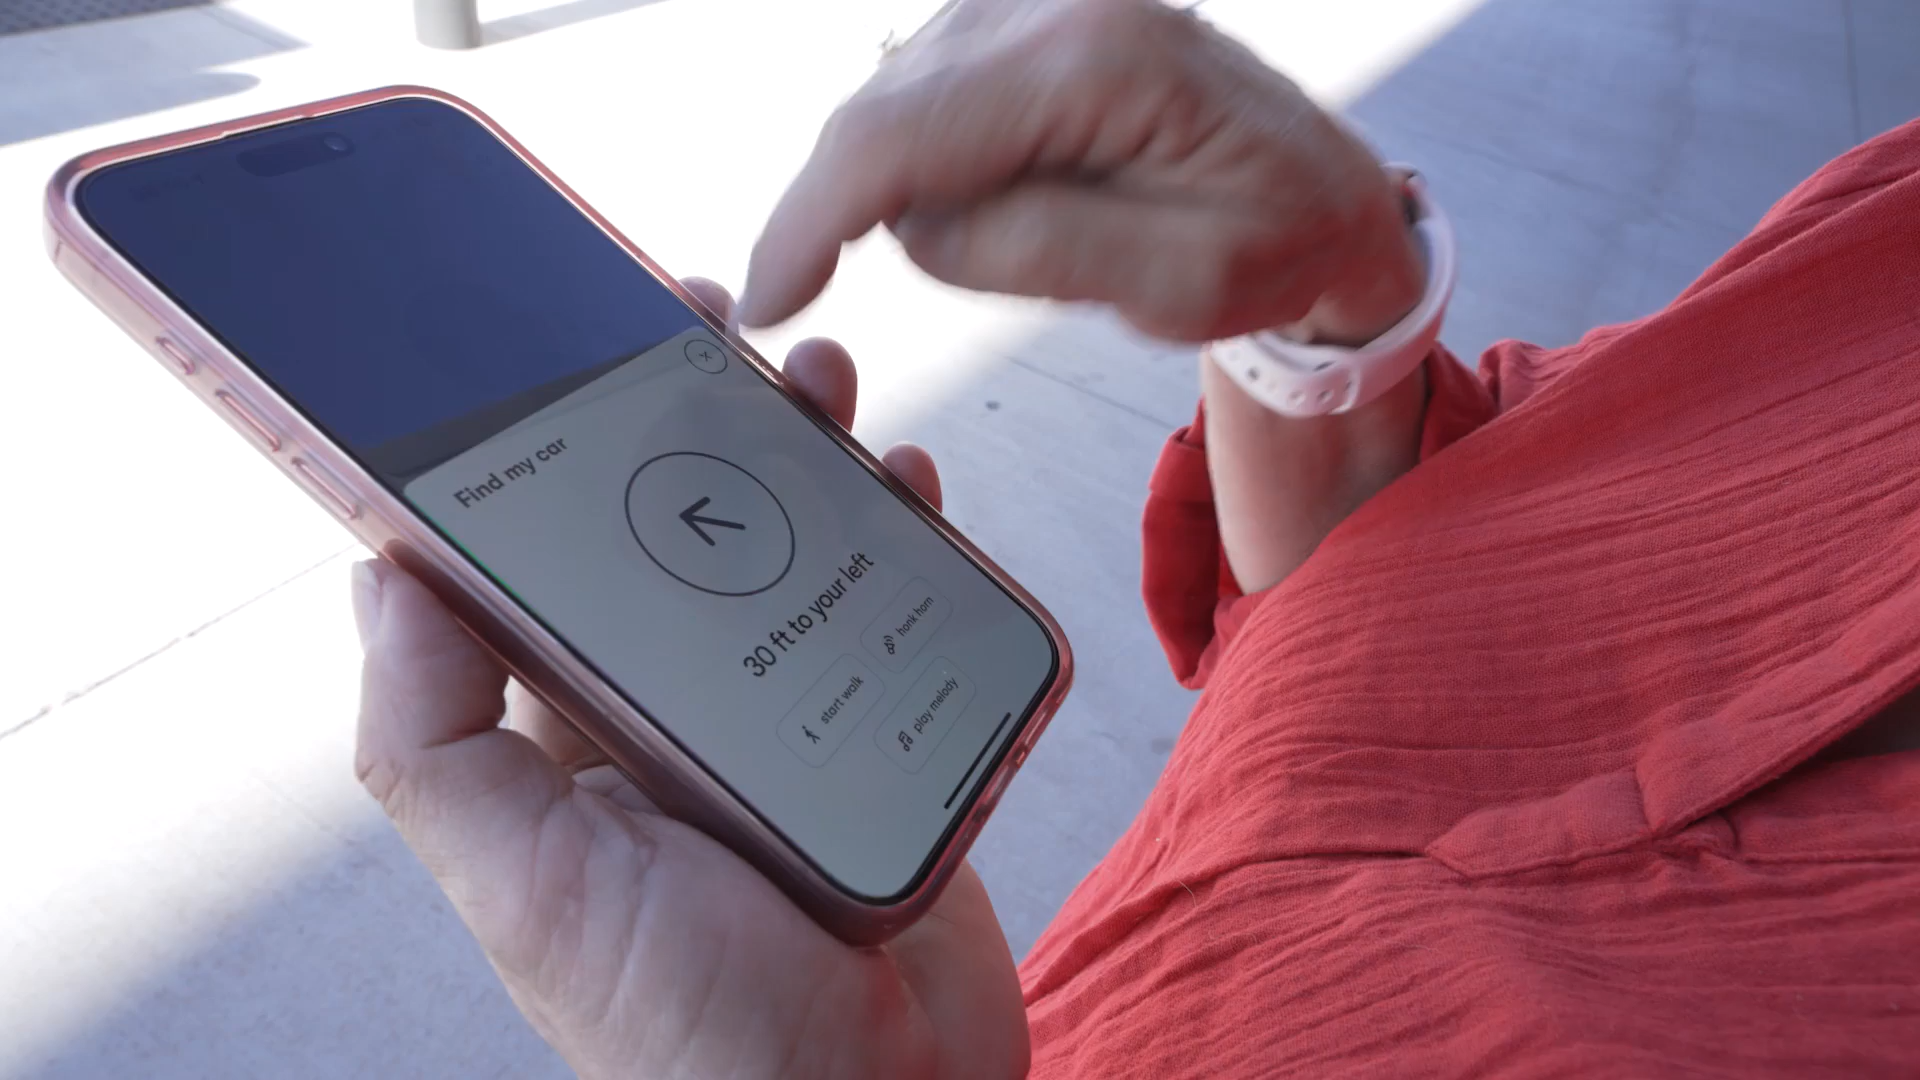 Find my car
30 ft to your left
start walk
honk horn
play melody